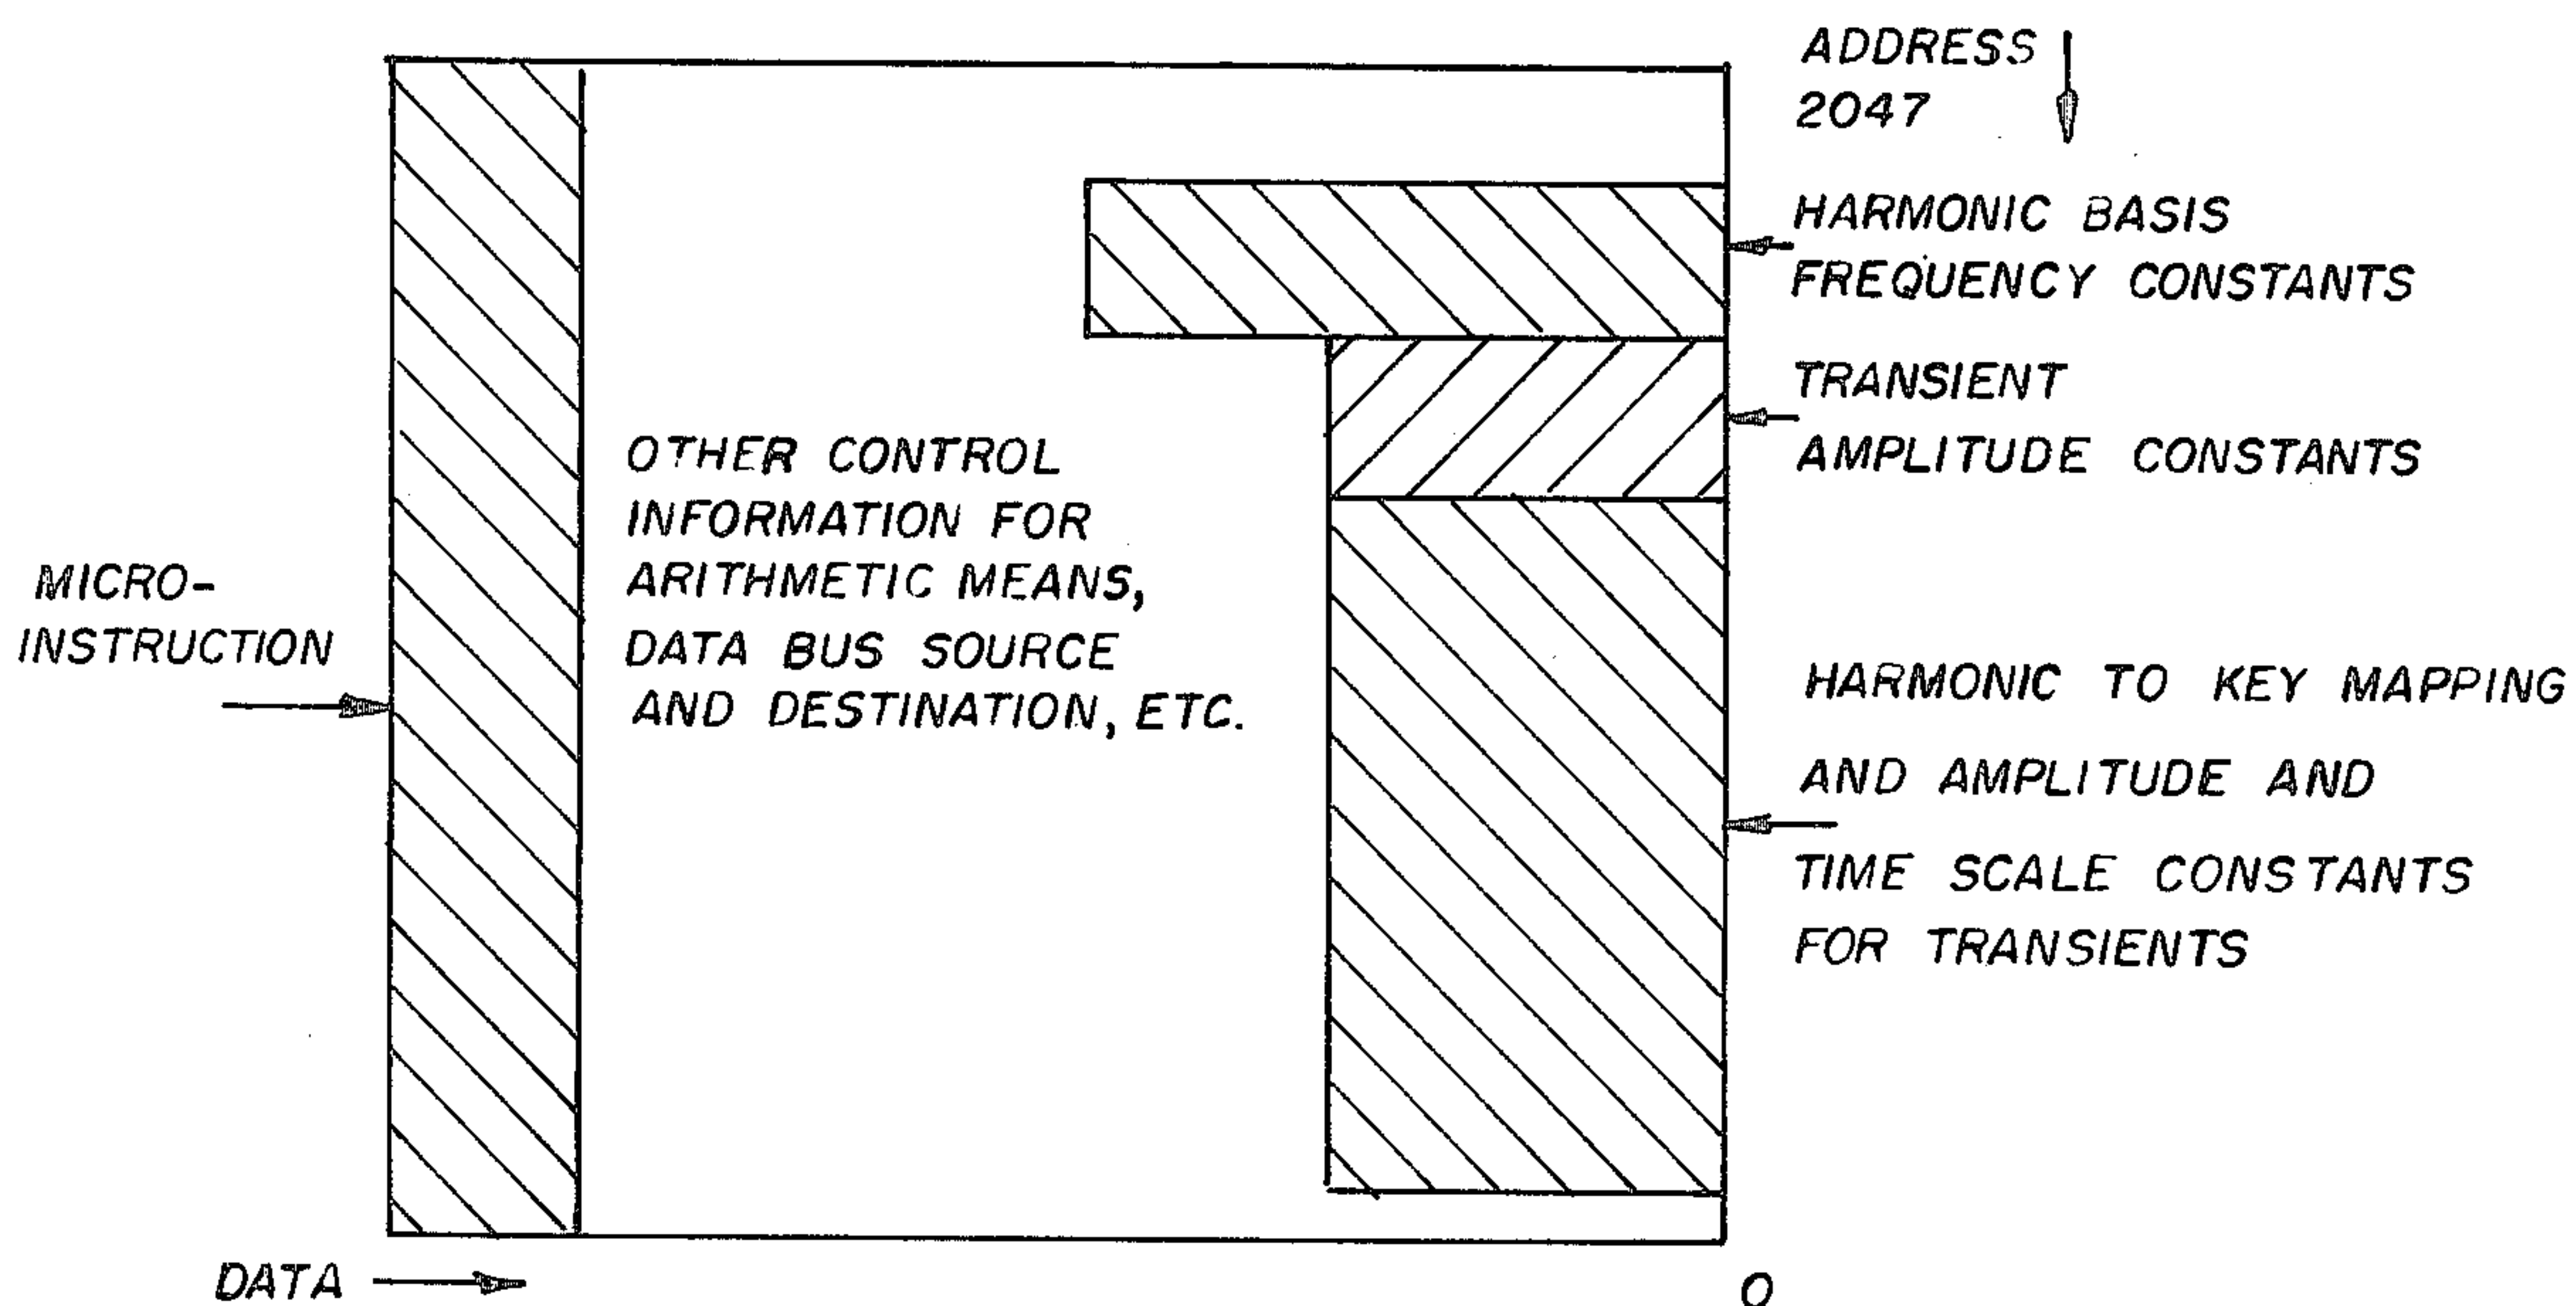 ADDRESS
2047
HARMONIC BASIS
FREQUENCY CONSTANTS
TRANSIENT
AMPLITUDE CONSTANTS
OTHER CONTROL
INFORMATION FOR
ARITHMETIC MEANS,
DATA BUS SOURCE
AND DESTINATION, ETC.
MICRO-
INSTRUCTION
HARMONIC TO KEY MAPPING
AND AMPLITUDE AND
TIME SCALE CONSTANTS
FOR TRANSIENTS
DATA
0